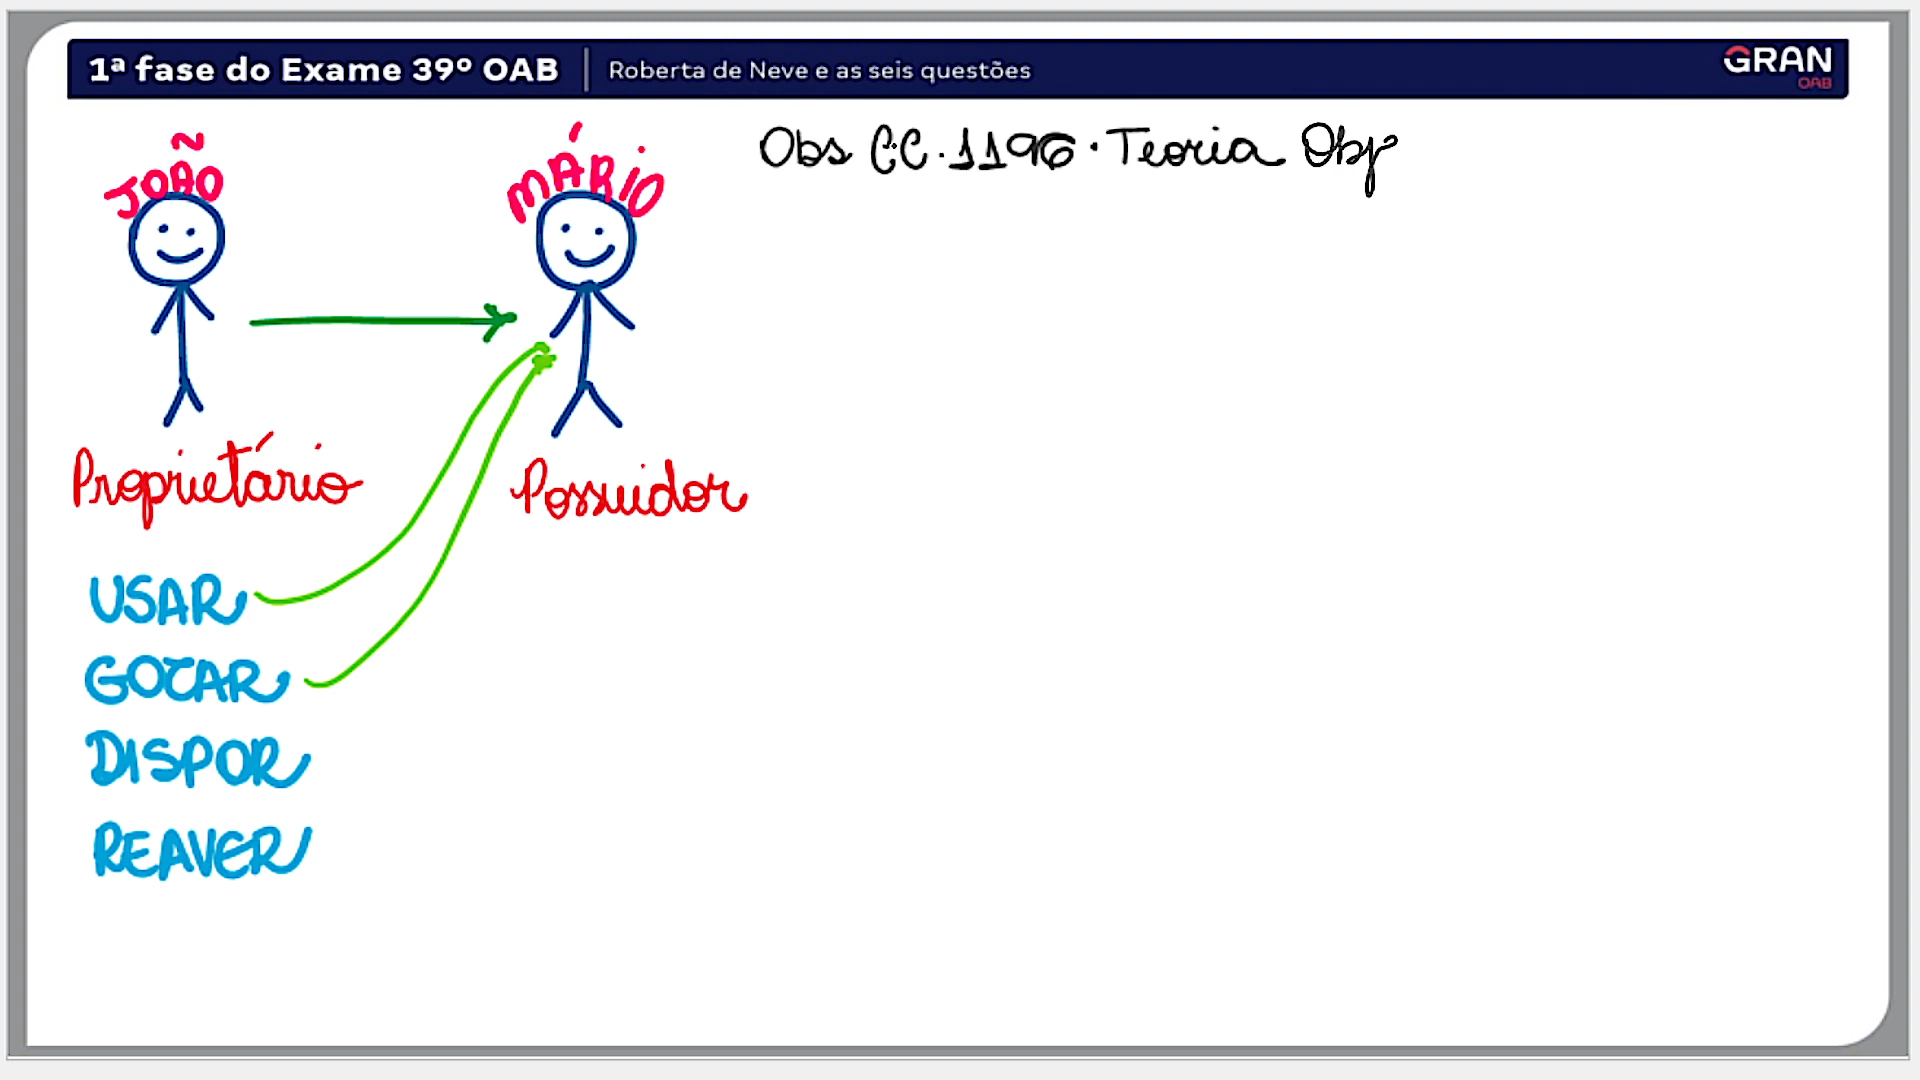 1ª fase do Exame 39º OAB
Roberta de Neve e as seis questões
GRAN
OAB
JOÃO
MÁRIO
Obs CC. 1196 · Teoria Obj
Proprietário
Possuidor
USAR
GOZAR
DISPOR
REAVER